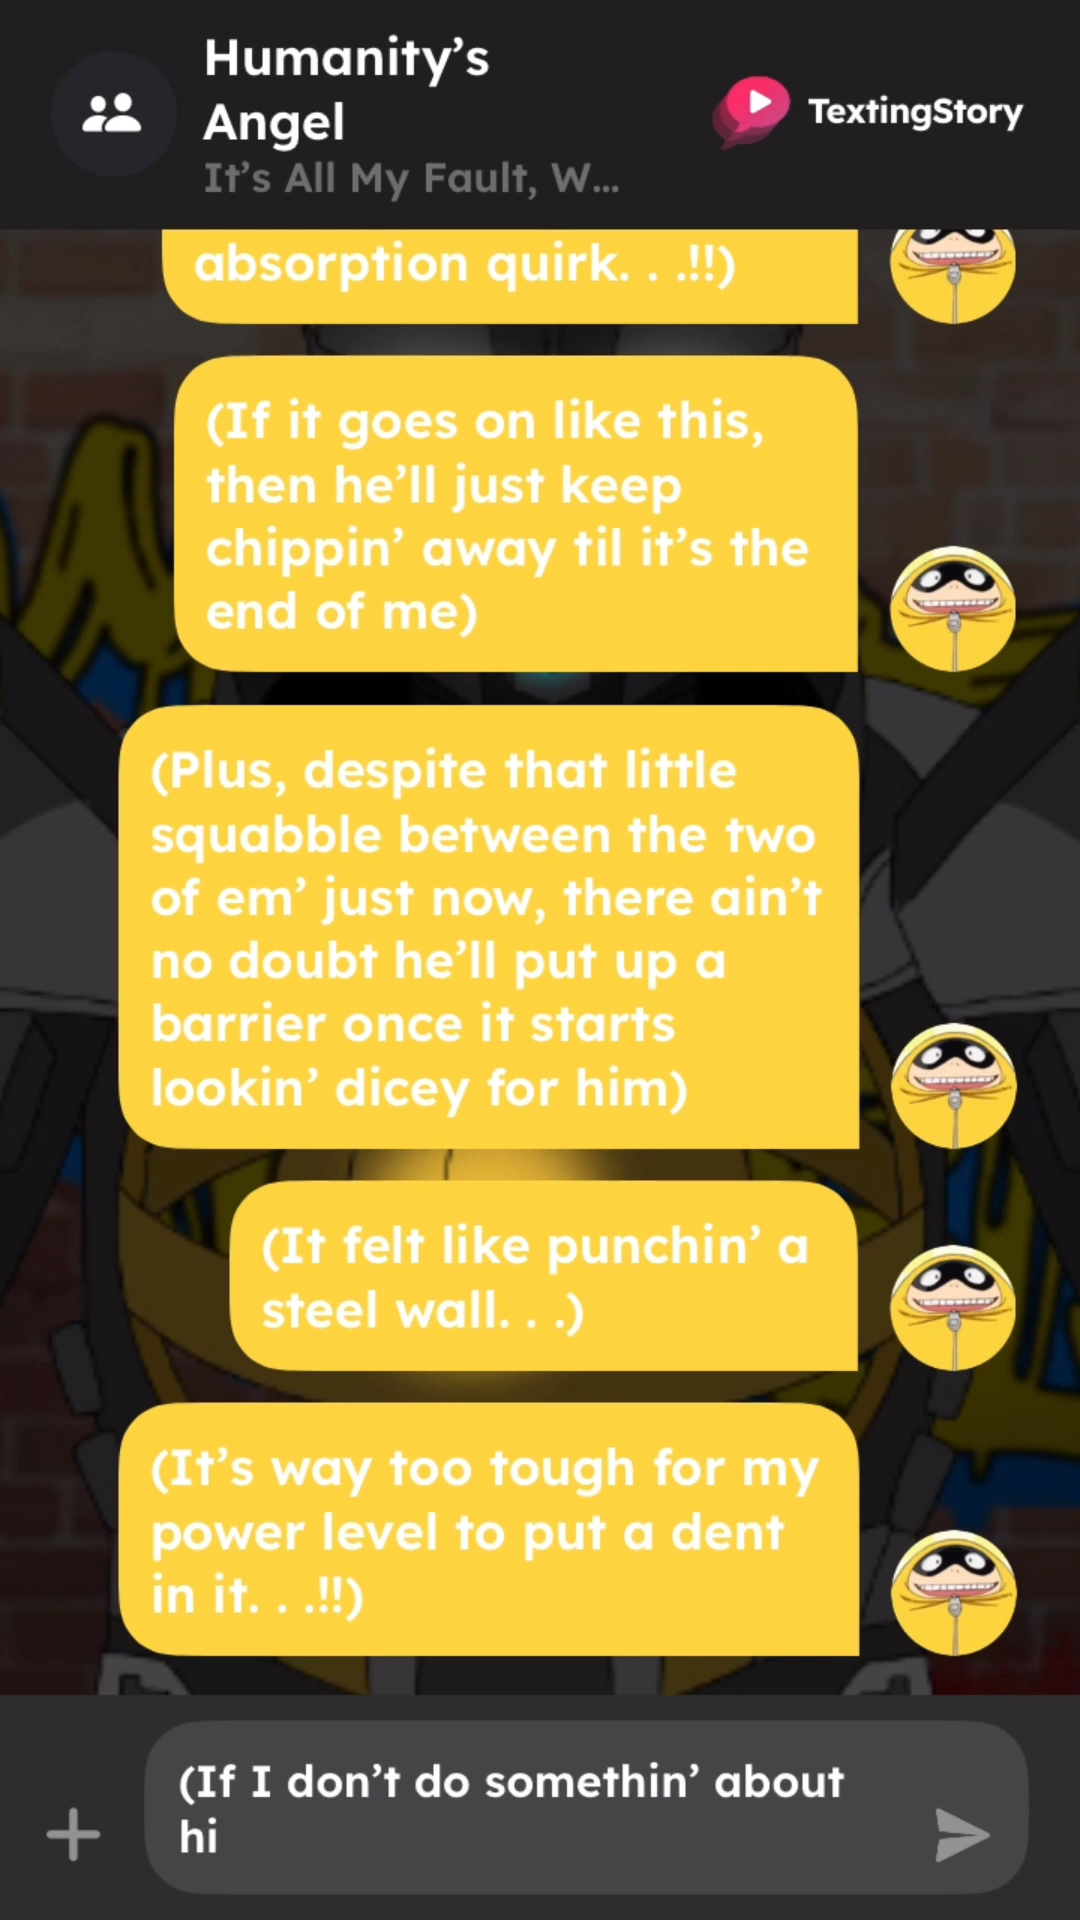 Humanity’s
Angel
It’s All My Fault, W...
TextingStory
absorption quirk. . .!!)
(If it goes on like this,
then he’ll just keep
chippin’ away til it’s the
end of me)
(Plus, despite that little
squabble between the two
of em’ just now, there ain’t
no doubt he’ll put up a
barrier once it starts
lookin’ dicey for him)
(It felt like punchin’ a
steel wall. . .)
(It’s way too tough for my
power level to put a dent
in it. . .!!)
(If I don’t do somethin’ about
hi